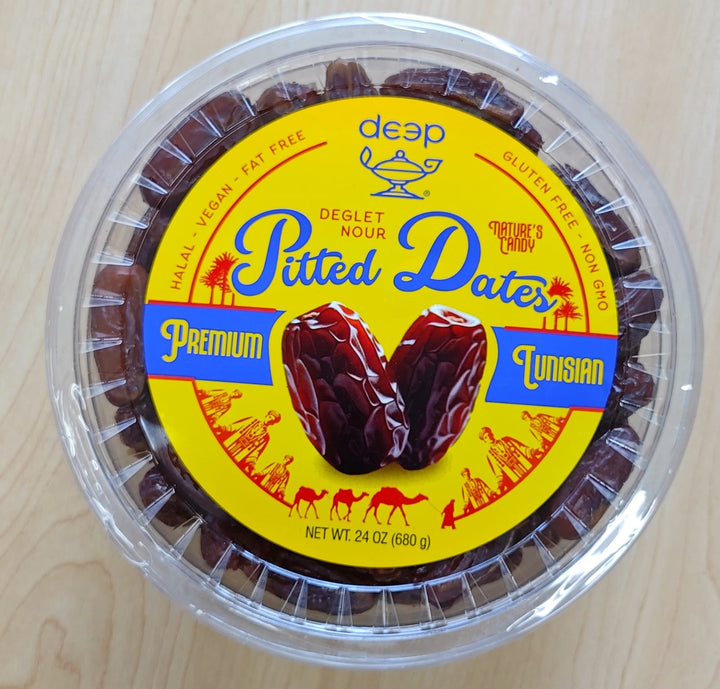 deep
®
HALAL - VEGAN - FAT FREE
GLUTEN FREE - NON GMO
DEGLET
NOUR
NATURE'S
CANDY
Pitted Dates
PREMIUM
TUNISIAN
NET WT. 24 OZ (680 g)